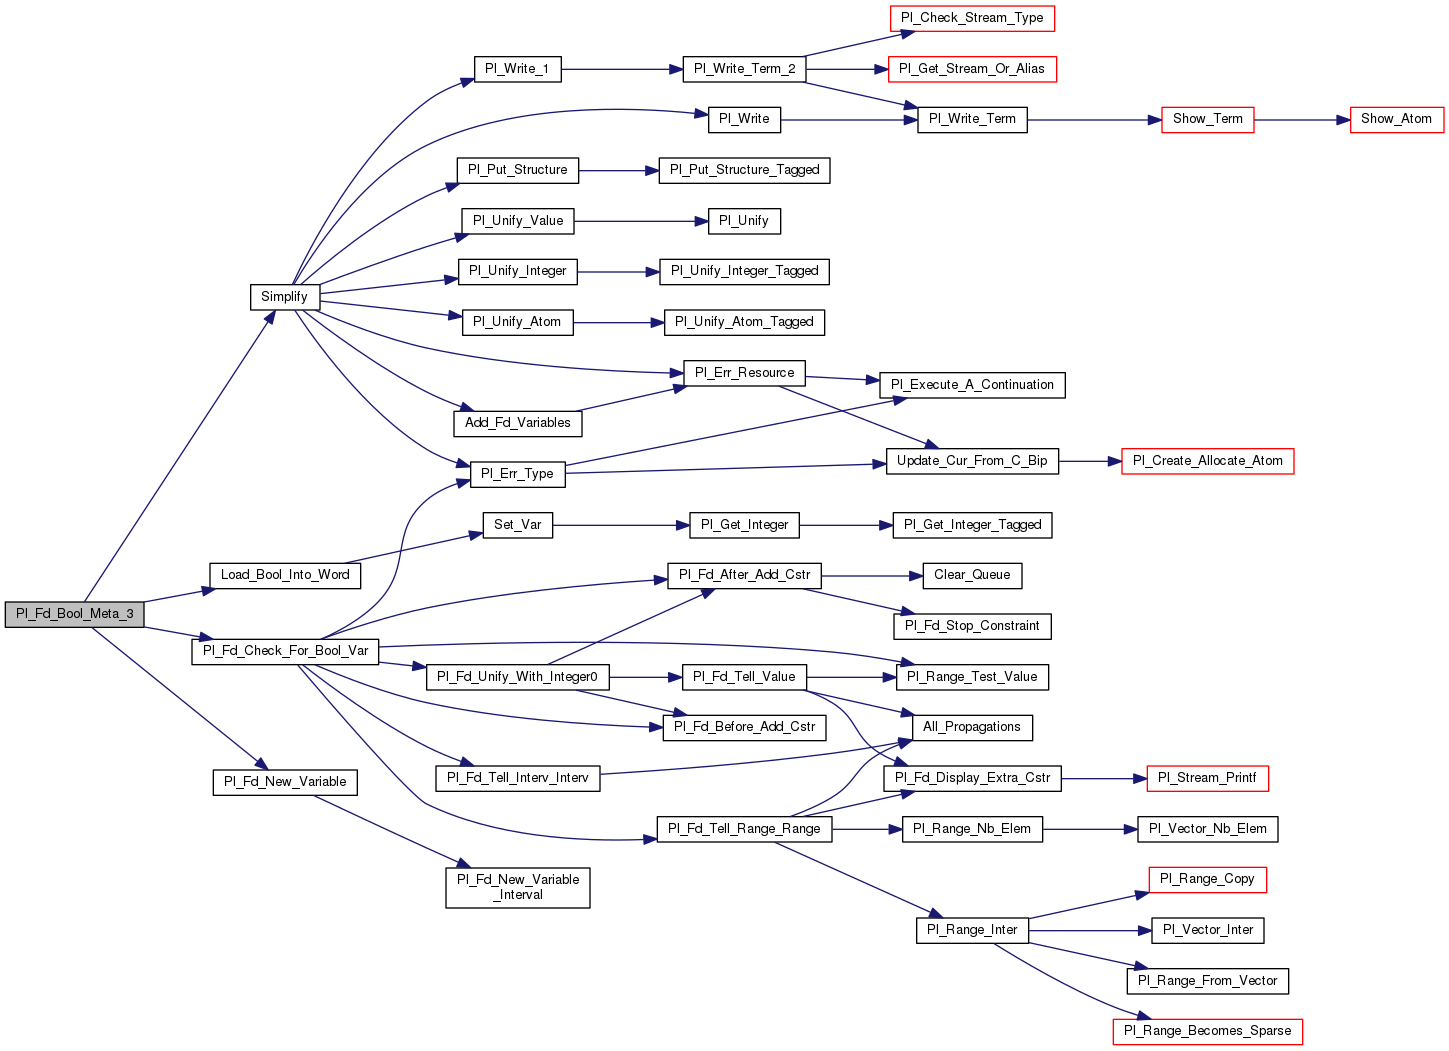 Pl_Check_Stream_Type
Pl_Write_1
Pl_Write_Term_2
Pl_Get_Stream_Or_Alias
Pl_Write
Pl_Write_Term
Show_Term
Show_Atom
Pl_Put_Structure
Pl_Put_Structure_Tagged
Pl_Unify_Value
Pl_Unify
Pl_Unify_Integer
Pl_Unify_Integer_Tagged
Simplify
Pl_Unify_Atom
Pl_Unify_Atom_Tagged
Pl_Err_Resource
Pl_Execute_A_Continuation
Add_Fd_Variables
Update_Cur_From_C_Bip
Pl_Create_Allocate_Atom
Pl_Err_Type
Set_Var
Pl_Get_Integer
Pl_Get_Integer_Tagged
Load_Bool_Into_Word
Pl_Fd_After_Add_Cstr
Clear_Queue
Pl_Fd_Bool_Meta_3
Pl_Fd_Stop_Constraint
Pl_Fd_Check_For_Bool_Var
Pl_Fd_Unify_With_Integer0
Pl_Fd_Tell_Value
Pl_Range_Test_Value
Pl_Fd_Before_Add_Cstr
All_Propagations
Pl_Fd_New_Variable
Pl_Fd_Tell_Interv_Interv
Pl_Fd_Display_Extra_Cstr
Pl_Stream_Printf
Pl_Fd_Tell_Range_Range
Pl_Range_Nb_Elem
Pl_Vector_Nb_Elem
Pl_Fd_New_Variable
_Interval
Pl_Range_Copy
Pl_Range_Inter
Pl_Vector_Inter
Pl_Range_From_Vector
Pl_Range_Becomes_Sparse